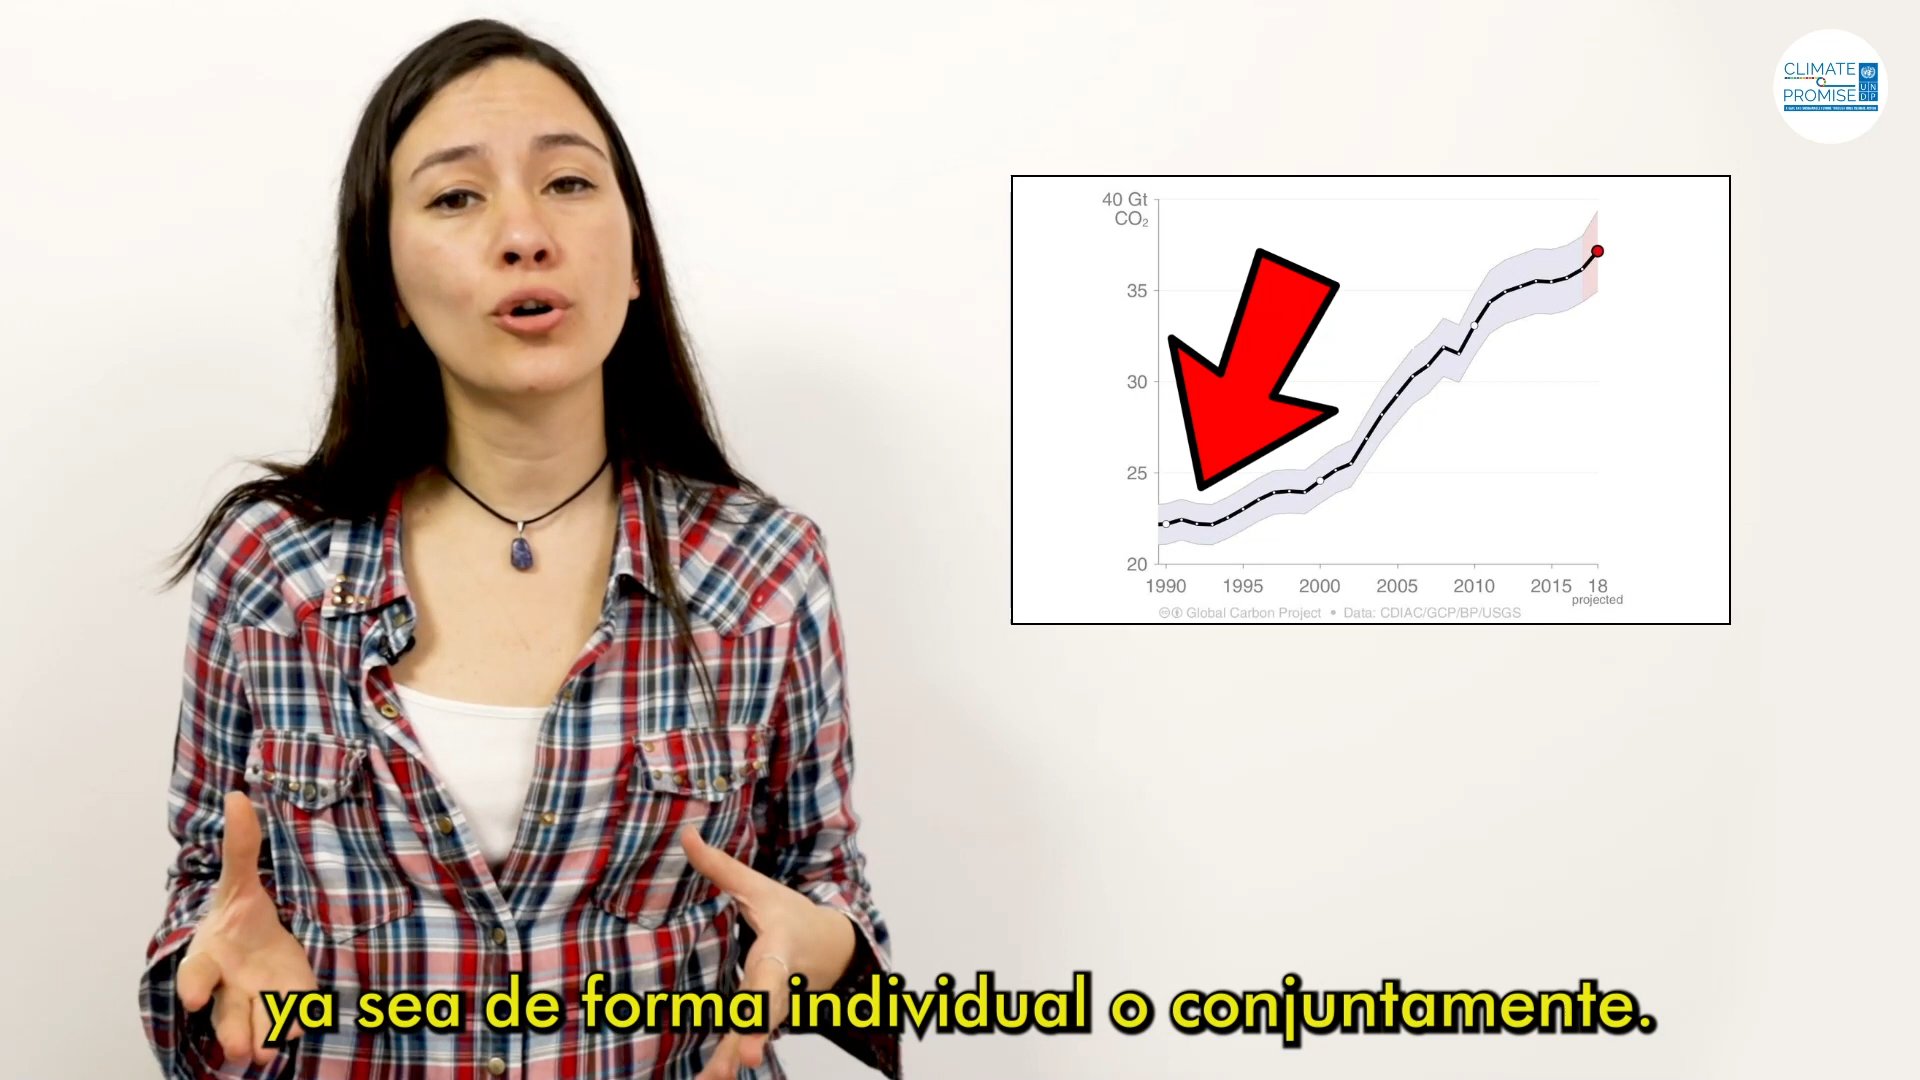 CLIMATE
PROMISE
UN
DP
40 Gt
CO₂
35
30
25
20
1990 1995 2000 2005 2010 2015 18
projected
Global Carbon Project • Data: CDIAC/GCP/BP/USGS
ya sea de forma individual o conjuntamente.